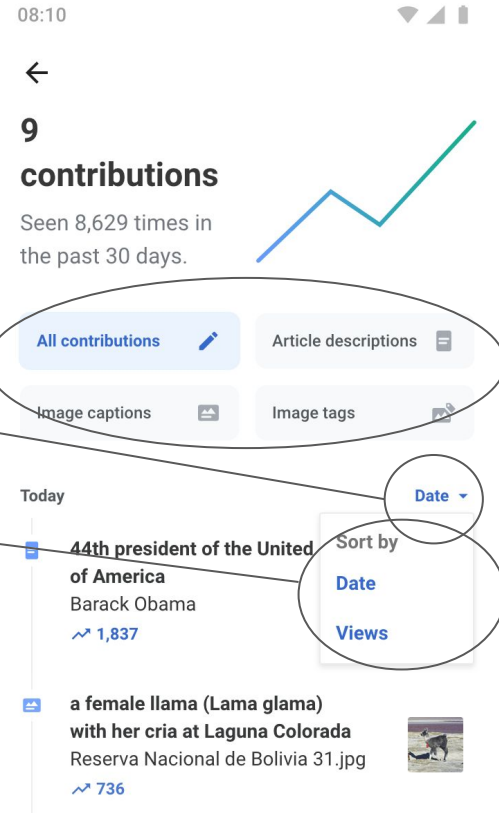 08:10
9
contributions
Seen 8,629 times in
the past 30 days.
All contributions
Article descriptions
Image captions
Image tags
Today
Date
44th president of the United
of America
Barack Obama
1,837
Sort by
Date
Views
a female llama (Lama glama)
with her cria at Laguna Colorada
Reserva Nacional de Bolivia 31.jpg
736